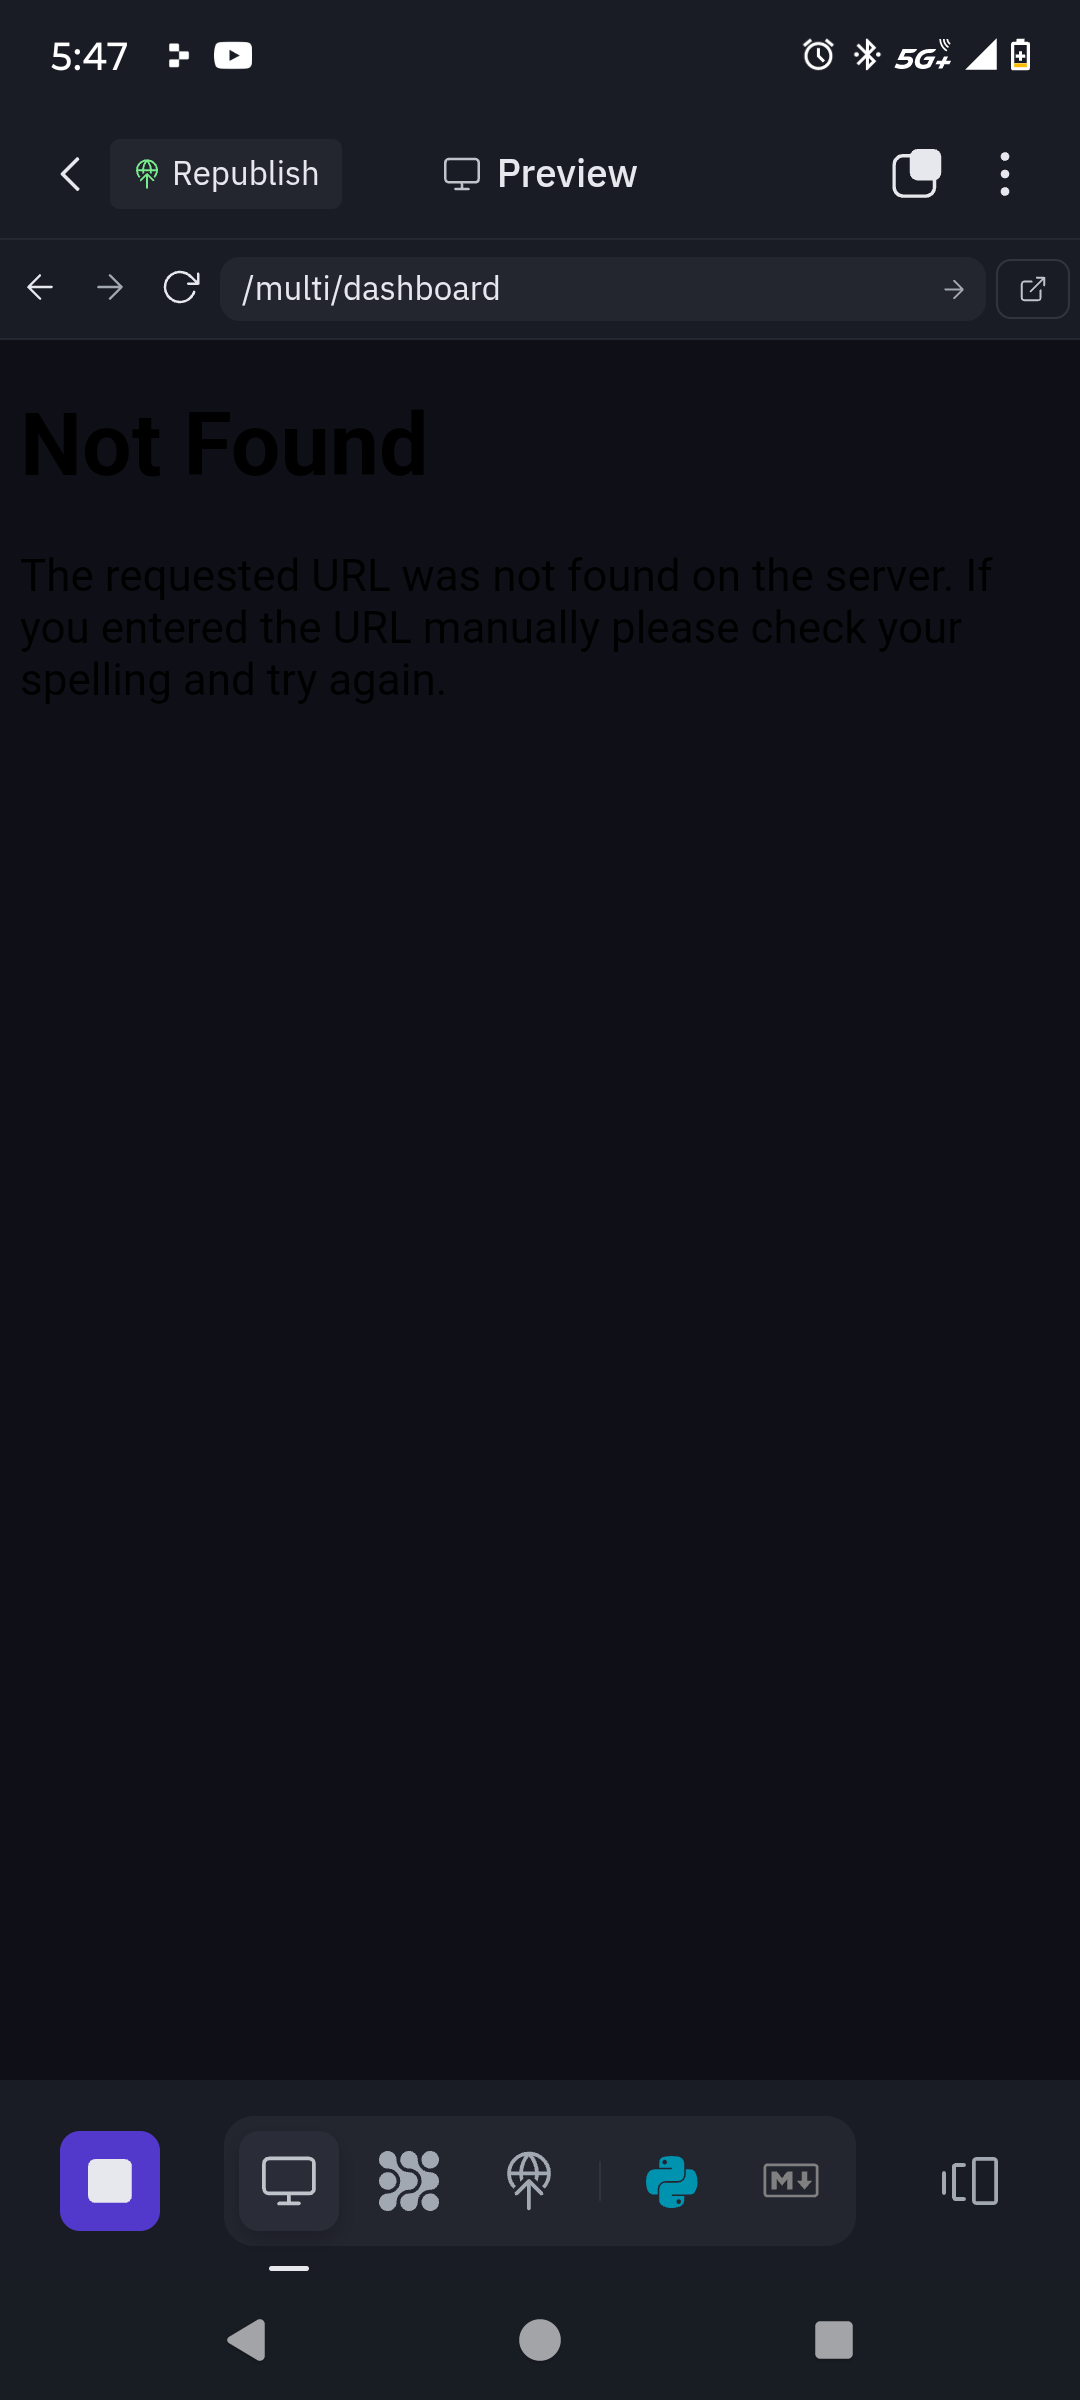 5:47
5G+
Republish
Preview
/multi/dashboard
Not Found
The requested URL was not found on the server. If
you entered the URL manually please check your
spelling and try again.
M